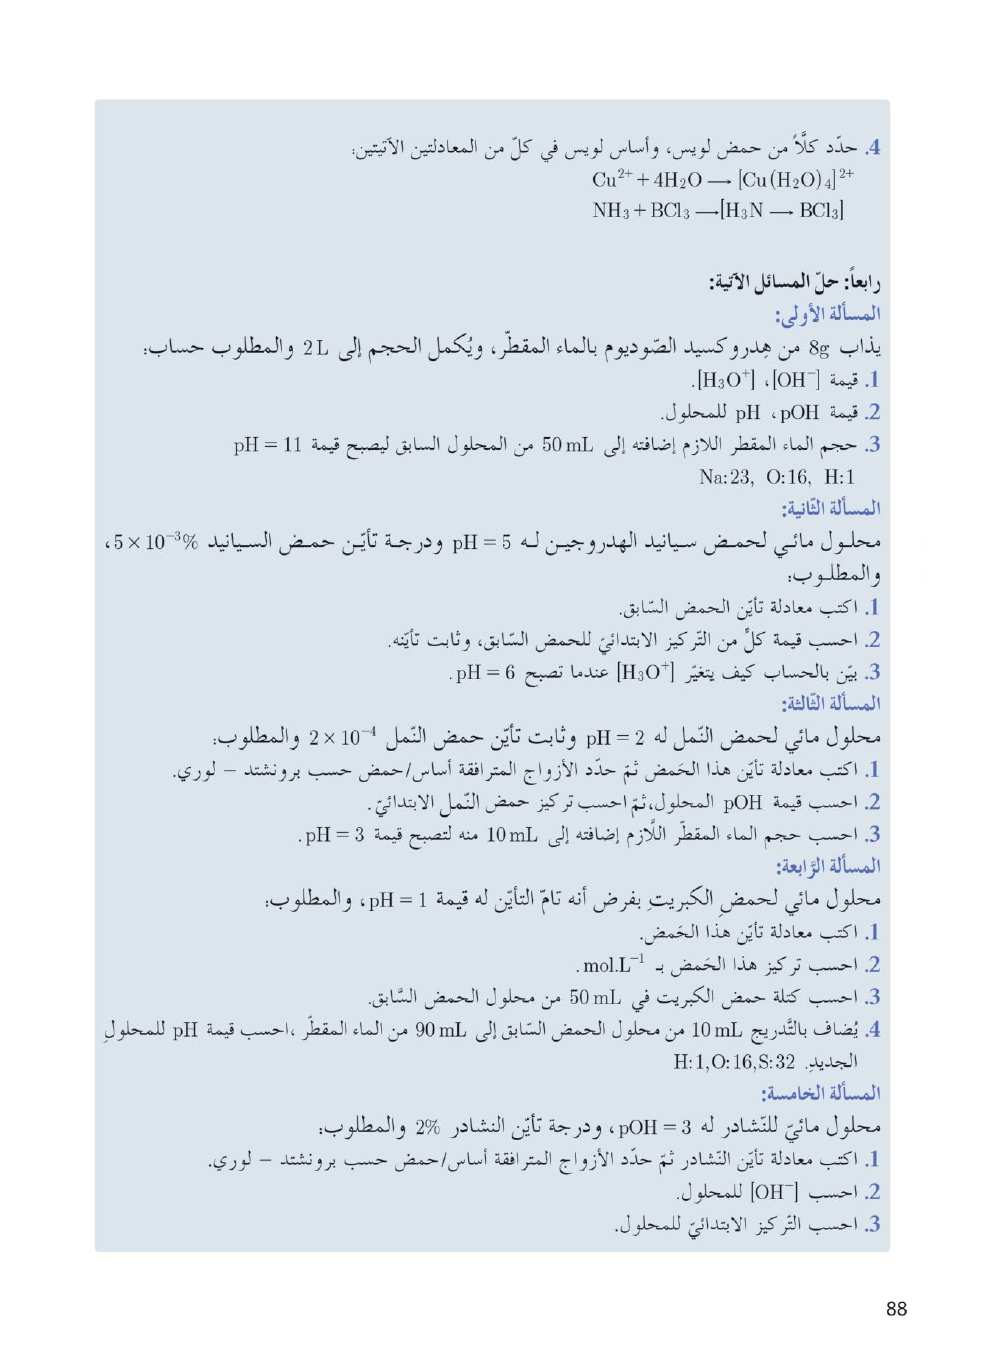 4. حدّد كلًّا من حمض لويس، وأساس لويس في كلّ من المعادلتين الآتيتين:
Cu²⁺ + 4H₂O ⟶ [Cu(H₂O)₄]²⁺
NH₃ + BCl₃ ⟶ [H₃N ⟶ BCl₃]
رابعاً: حلّ المسائل الآتية:
المسألة الأولى:
يذاب 8g من هِدروكسيد الصّوديوم بالماء المقطّر، ويُكمل الحجم إلى 2 L والمطلوب حساب:
1. قيمة [OH⁻]، [H₃O⁺].
2. قيمة pOH، pH للمحلول.
3. حجم الماء المقطر اللازم إضافته إلى 50 mL من المحلول السابق ليصبح قيمة pH = 11
Na:23, O:16, H:1
المسألة الثّانية:
محلول مائي لحمض سيانيد الهدروجين له pH = 5 ودرجة تأيّن حمض السيانيد 5 × 10⁻³%،
والمطلوب:
1. اكتب معادلة تأيّن الحمض السّابق.
2. احسب قيمة كلٍّ من التّركيز الابتدائيّ للحمض السّابق، وثابت تأيّنه.
3. بيّن بالحساب كيف يتغيّر [H₃O⁺] عندما تصبح pH = 6.
المسألة الثّالثة:
محلول مائي لحمض النّمل له pH = 2 وثابت تأيّن حمض النّمل 2 × 10⁻⁴ والمطلوب:
1. اكتب معادلة تأيّن هذا الحَمض ثمّ حدّد الأزواج المترافقة أساس/حمض حسب برونشتد – لوري.
2. احسب قيمة pOH المحلول،ثمّ احسب تركيز حمض النّمل الابتدائيّ.
3. احسب حجم الماء المقطّر اللّازم إضافته إلى 10 mL منه لتصبح قيمة pH = 3.
المسألة الرَّابعة:
محلول مائي لحمضِ الكبريتِ بفرض أنه تامّ التأيّن له قيمة pH = 1، والمطلوب:
1. اكتب معادلة تأيّن هذا الحَمض.
2. احسب تركيز هذا الحَمض بـ mol.L⁻¹.
3. احسب كتلة حمض الكبريت في 50 mL من محلول الحمض السَّابق.
4. يُضاف بالتَّدريج 10 mL من محلول الحمض السّابق إلى 90 mL من الماء المقطّر ،احسب قيمة pH للمحلولِ
الجديدِ. H:1,O:16,S:32
المسألة الخامسة:
محلول مائيّ للنّشادر له pOH = 3، ودرجة تأيّن النشادر 2% والمطلوب:
1. اكتب معادلة تأيّن النّشادر ثمّ حدّد الأزواج المترافقة أساس/حمض حسب برونشتد – لوري.
2. احسب [OH⁻] للمحلول.
3. احسب التّركيز الابتدائيّ للمحلول.
88